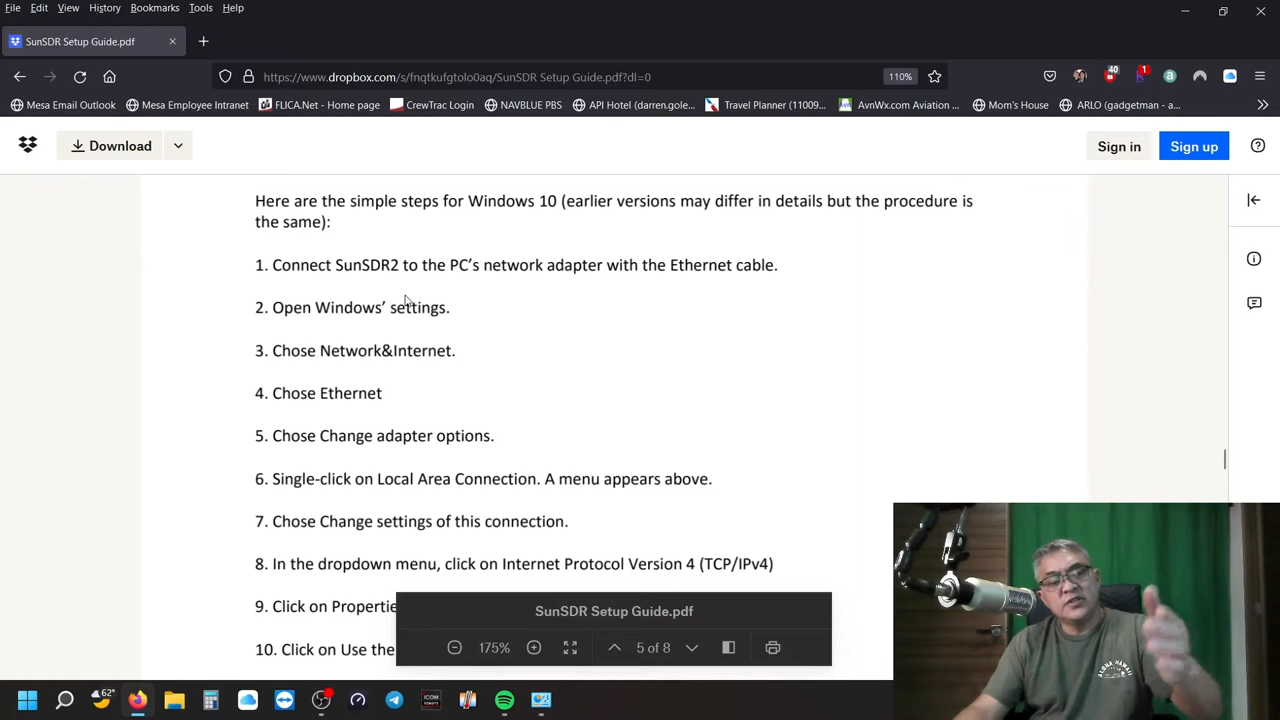 File Edit View History Bookmarks Tools Help
SunSDR Setup Guide.pdf
https://www.dropbox.com/s/fnqtkufgtolo0aq/SunSDR Setup Guide.pdf?dl=0
110%
40
1
a
Mesa Email Outlook
Mesa Employee Intranet
FLICA.Net - Home page
CrewTrac Login
NAVBLUE PBS
API Hotel (darren.gole...
Travel Planner (11009...
AvnWx.com Aviation ...
Mom's House
ARLO (gadgetman - a...
Download
Sign in
Sign up
Here are the simple steps for Windows 10 (earlier versions may differ in details but the procedure is
the same):
1. Connect SunSDR2 to the PC's network adapter with the Ethernet cable.
2. Open Windows' settings.
3. Chose Network&Internet.
4. Chose Ethernet
5. Chose Change adapter options.
6. Single-click on Local Area Connection. A menu appears above.
7. Chose Change settings of this connection.
8. In the dropdown menu, click on Internet Protocol Version 4 (TCP/IPv4)
9. Click on Propertie
10. Click on Use the
SunSDR Setup Guide.pdf
175%
5 of 8
ALOHA HAWAII
62°
ICOM